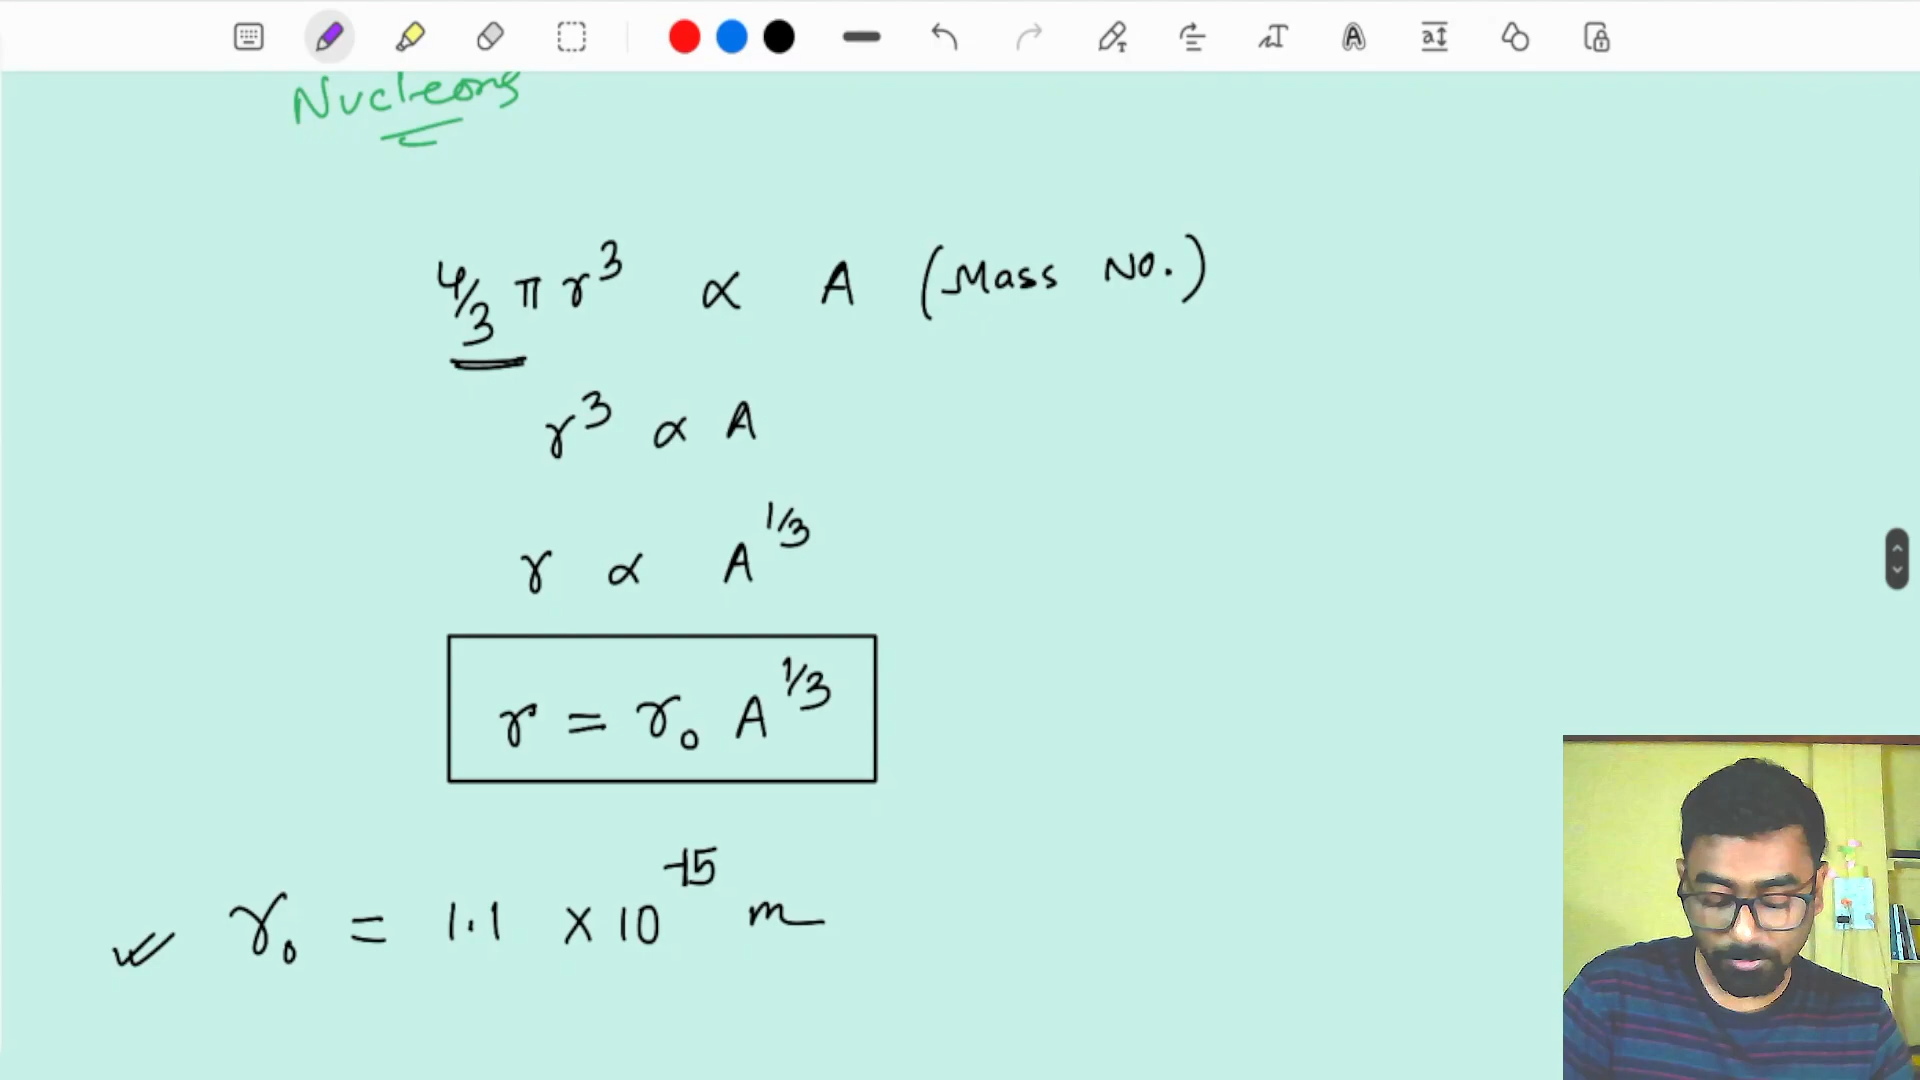 Nucleons
4/3 π r³ ∝ A (Mass No.)
r³ ∝ A
r ∝ A^1/3
r = r₀ A^1/3
r₀ = 1.1 × 10^-15 m